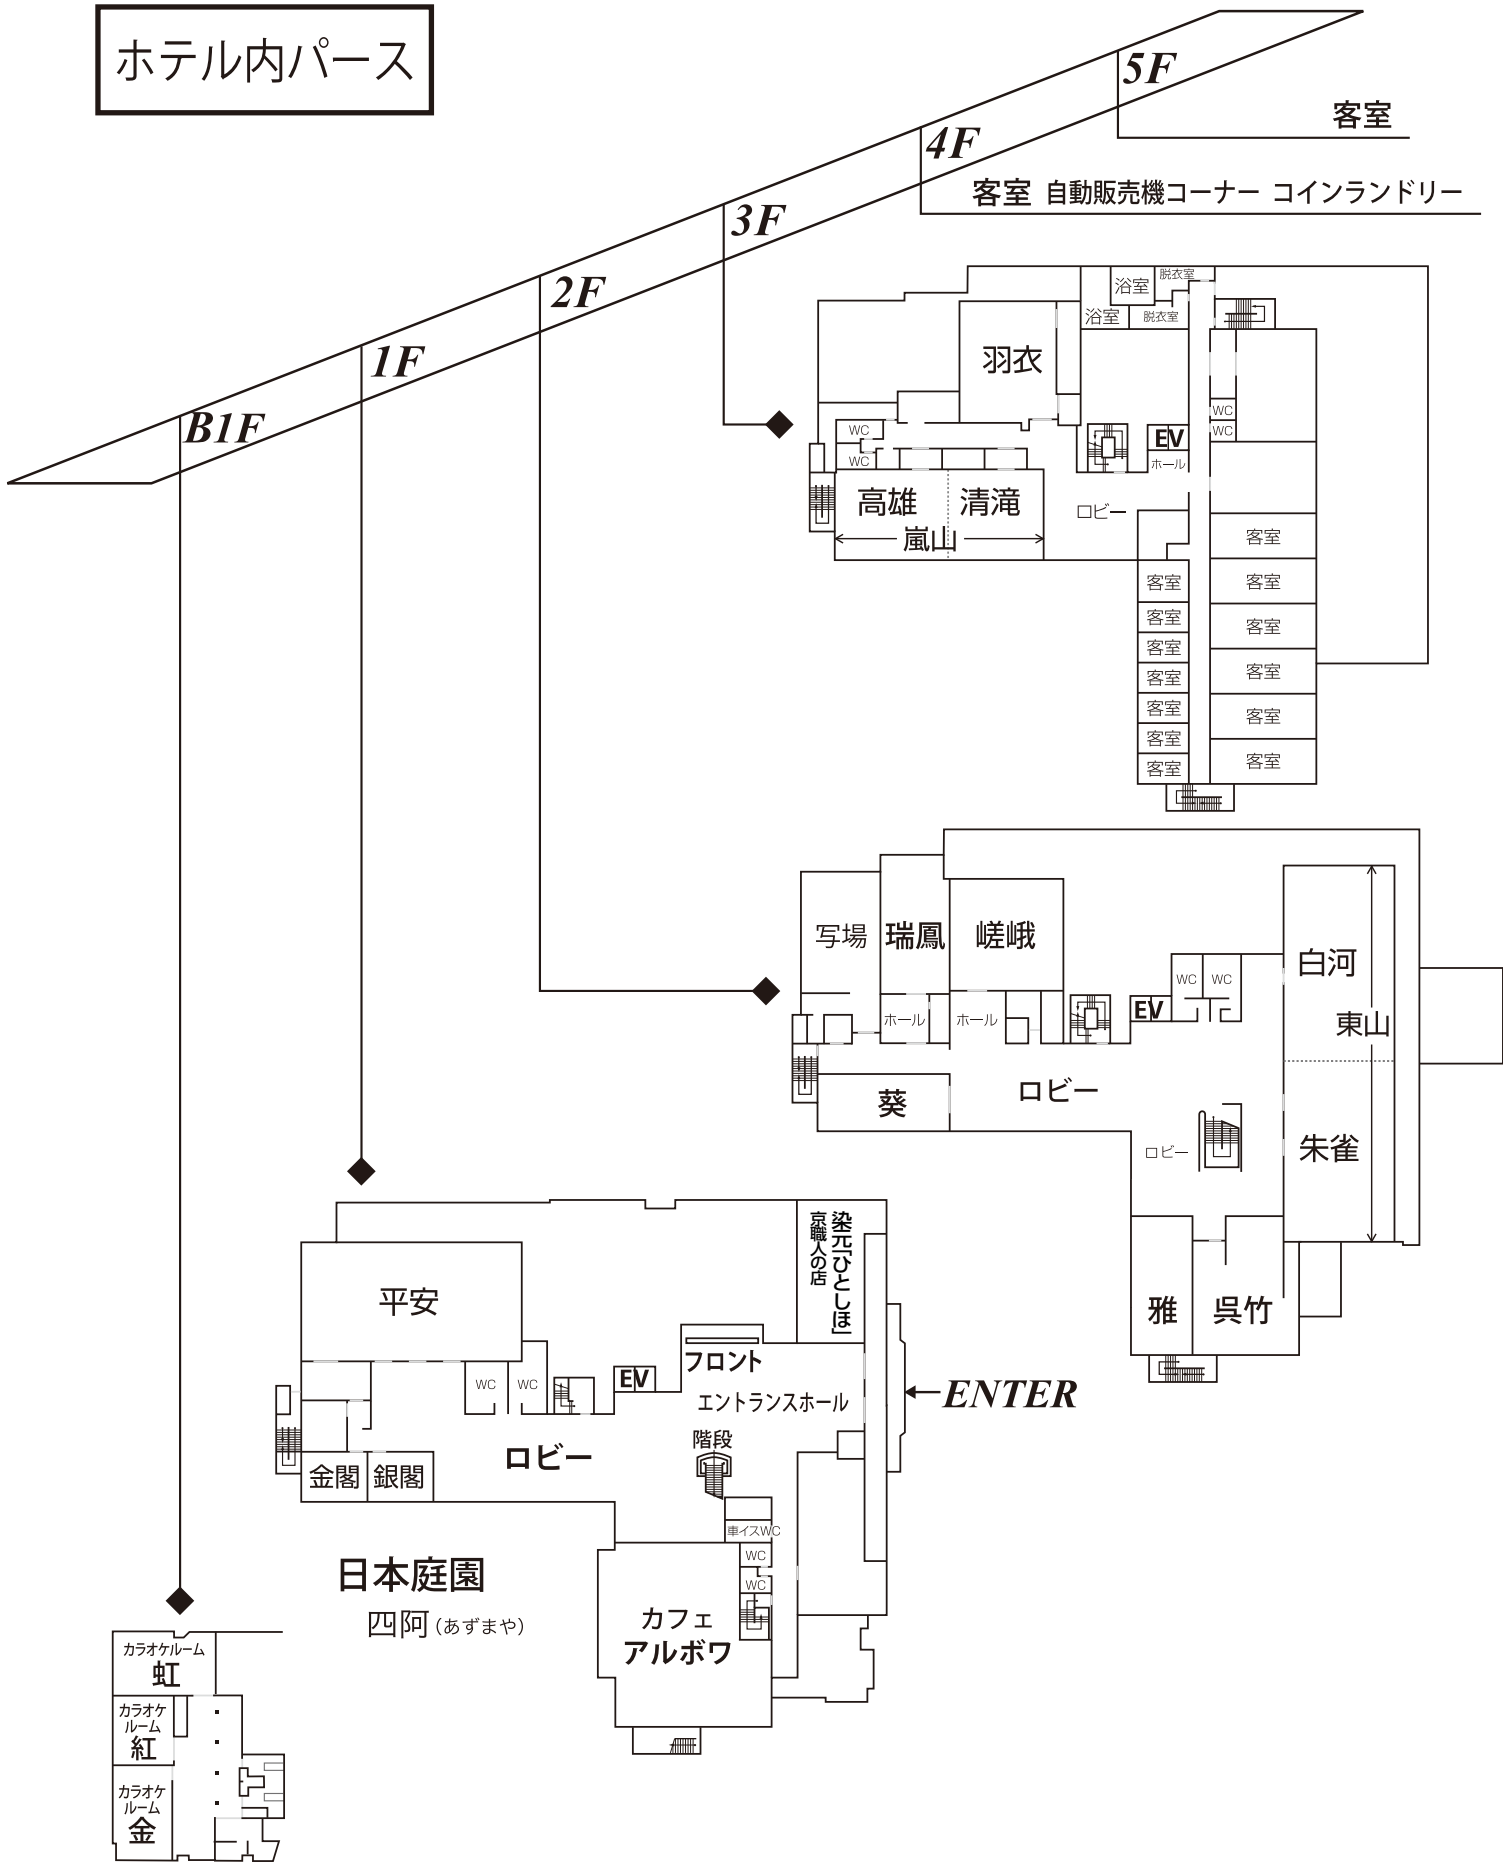 ホテル内パース
5F
客室
4F
客室 自動販売機コーナー コインランドリー
3F
2F
1F
B1F
浴室
脱衣室
浴室
脱衣室
羽衣
WC
WC
WC
WC
EV
ホール
高雄
清滝
嵐山
ロビー
客室
客室
客室
客室
客室
客室
客室
客室
客室
客室
客室
客室
客室
写場
瑞鳳
嵯峨
白河
WC
WC
EV
ホール
ホール
東山
ロビー
葵
ロビー
朱雀
雅
呉竹
染元「ひとしほ」
京職人の店
平安
フロント
WC
WC
EV
エントランスホール
ENTER
階段
ロビー
金閣
銀閣
車イスWC
WC
WC
日本庭園
四阿(あずまや)
カフェ
アルボワ
カラオケルーム
虹
カラオケ
ルーム
紅
カラオケ
ルーム
金